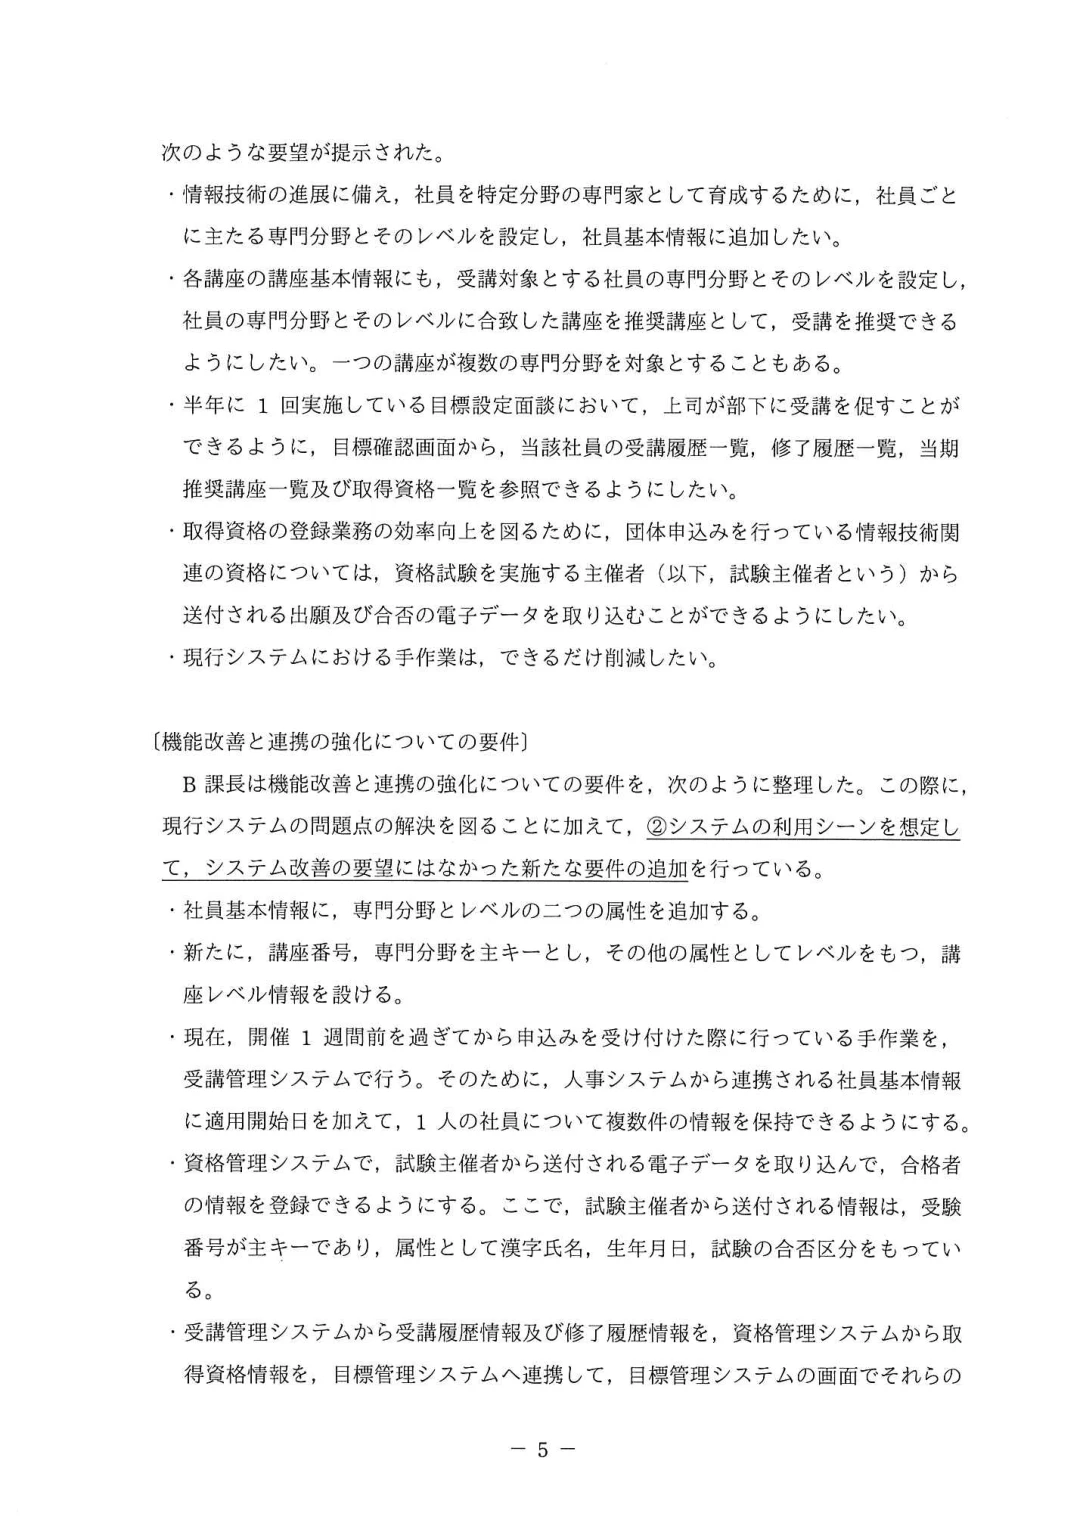 次のような要望が提示された。
・情報技術の進展に備え，社員を特定分野の専門家として育成するために，社員ごと
に主たる専門分野とそのレベルを設定し，社員基本情報に追加したい。
・各講座の講座基本情報にも，受講対象とする社員の専門分野とそのレベルを設定し，
社員の専門分野とそのレベルに合致した講座を推奨講座として，受講を推奨できる
ようにしたい。一つの講座が複数の専門分野を対象とすることもある。
・半年に 1 回実施している目標設定面談において，上司が部下に受講を促すことが
できるように，目標確認画面から，当該社員の受講履歴一覧，修了履歴一覧，当期
推奨講座一覧及び取得資格一覧を参照できるようにしたい。
・取得資格の登録業務の効率向上を図るために，団体申込みを行っている情報技術関
連の資格については，資格試験を実施する主催者（以下，試験主催者という）から
送付される出願及び合否の電子データを取り込むことができるようにしたい。
・現行システムにおける手作業は，できるだけ削減したい。
〔機能改善と連携の強化についての要件〕
B 課長は機能改善と連携の強化についての要件を，次のように整理した。この際に，
現行システムの問題点の解決を図ることに加えて，②システムの利用シーンを想定し
て，システム改善の要望にはなかった新たな要件の追加を行っている。
・社員基本情報に，専門分野とレベルの二つの属性を追加する。
・新たに，講座番号，専門分野を主キーとし，その他の属性としてレベルをもつ，講
座レベル情報を設ける。
・現在，開催 1 週間前を過ぎてから申込みを受け付けた際に行っている手作業を，
受講管理システムで行う。そのために，人事システムから連携される社員基本情報
に適用開始日を加えて，1 人の社員について複数件の情報を保持できるようにする。
・資格管理システムで，試験主催者から送付される電子データを取り込んで，合格者
の情報を登録できるようにする。ここで，試験主催者から送付される情報は，受験
番号が主キーであり，属性として漢字氏名，生年月日，試験の合否区分をもってい
る。
・受講管理システムから受講履歴情報及び修了履歴情報を，資格管理システムから取
得資格情報を，目標管理システムへ連携して，目標管理システムの画面でそれらの
－ 5 －